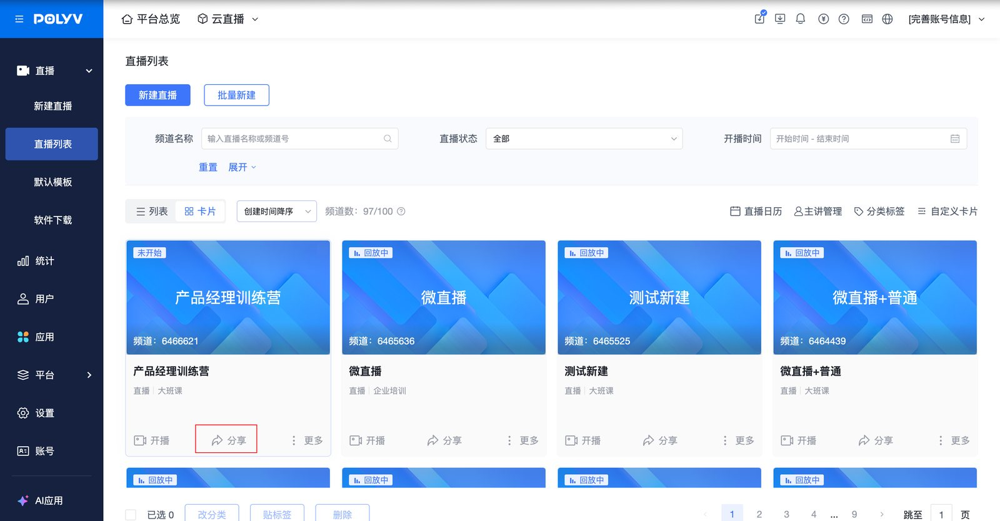 POLYV
平台总览
云直播
[完善账号信息]
直播
新建直播
直播列表
默认模板
软件下载
统计
用户
应用
平台
设置
账号
AI应用
直播列表
新建直播
批量新建
频道名称
输入直播名称或频道号
直播状态
全部
开播时间
开始时间 - 结束时间
重置
展开
列表
卡片
创建时间降序
频道数：97/100
直播日历
主讲管理
分类标签
自定义卡片
未开始
产品经理训练营
频道：6466621
产品经理训练营
直播 大班课
开播
分享
更多
回放中
微直播
频道：6465636
微直播
直播 企业培训
开播
分享
更多
回放中
测试新建
频道：6465525
测试新建
直播 大班课
开播
分享
更多
回放中
微直播+普通
频道：6464439
微直播+普通
直播 大班课
开播
分享
更多
回放中
回放中
回放中
回放中
已选 0
改分类
贴标签
删除
1 2 3 4 ... 9
跳至 1 页